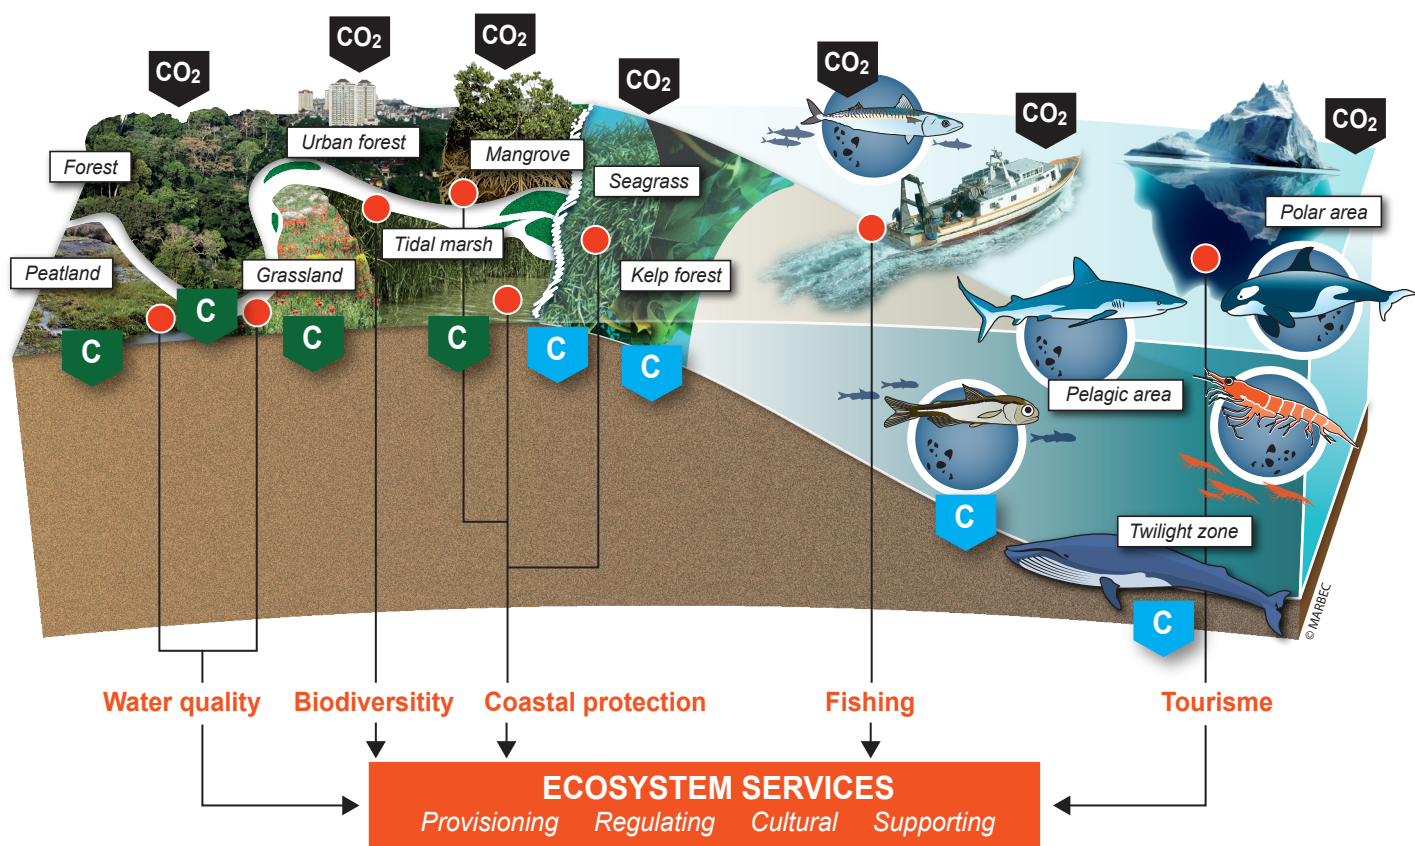 CO2
CO2
CO2
CO2
CO2
CO2
CO2
Forest
Urban forest
Mangrove
Seagrass
Polar area
Peatland
Grassland
Tidal marsh
Kelp forest
Pelagic area
Twilight zone
C
C
C
C
C
C
C
C
© MARBEC
Water quality
Biodiversitity
Coastal protection
Fishing
Tourisme
ECOSYSTEM SERVICES
Provisioning Regulating Cultural Supporting